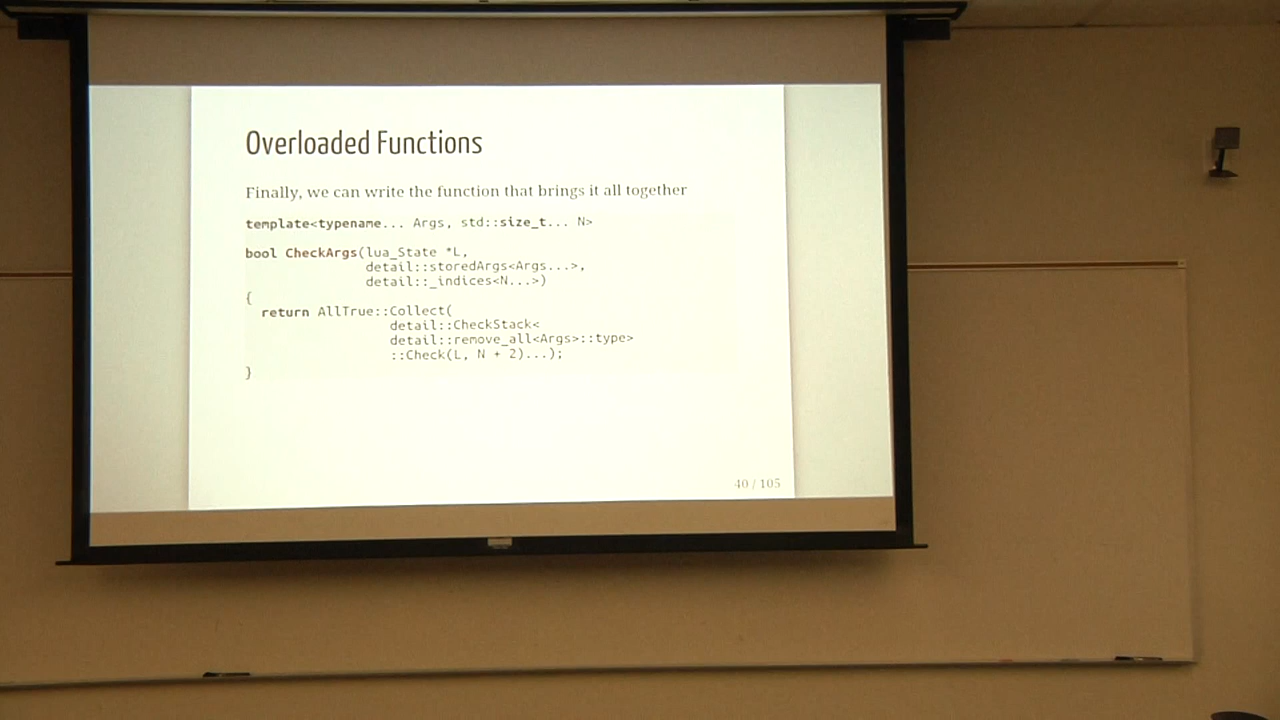 Overloaded Functions
Finally, we can write the function that brings it all together
template<typename... Args, std::size_t... N>
bool CheckArgs(lua_State *L,
detail::storedArgs<Args...>,
detail::_indices<N...>)
{
return AllTrue::Collect(
detail::CheckStack<
detail::remove_all<Args>::type>
::Check(L, N + 2)...);
}
40 / 105